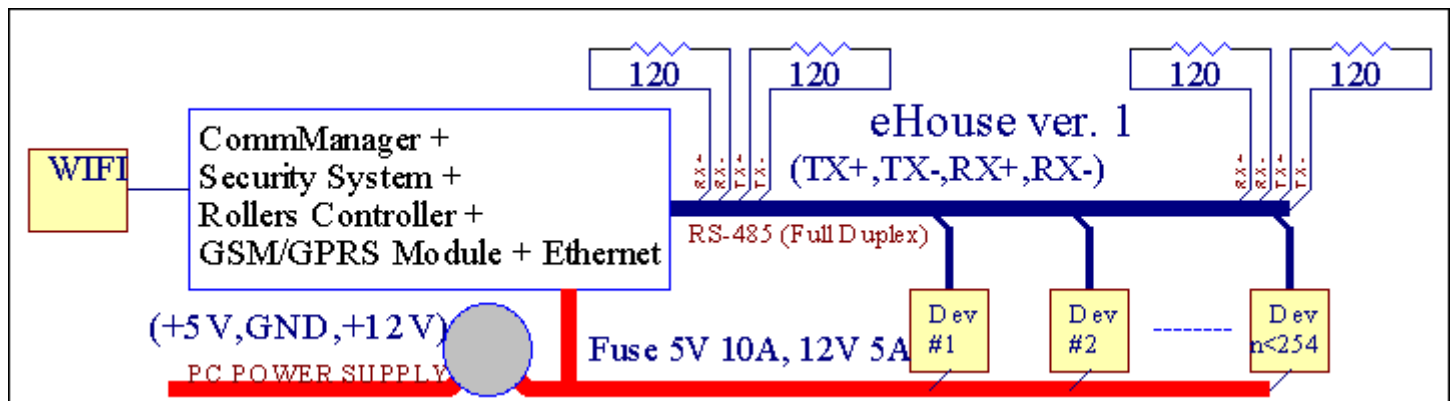 120
120
120
120
RX+
RX-
TX+
TX-
RX+
RX-
TX+
TX-
eHouse ver. 1
(TX+,TX-,RX+,RX-)
WIFI
CommManager +
Security System +
Rollers Controller +
GSM/GPRS Module + Ethernet
RS-485 (Full Duplex)
Dev
#1
Dev
#2
Dev
n<254
(+5V,GND,+12V)
Fuse 5V 10A, 12V 5A
PC POWER SUPPLY